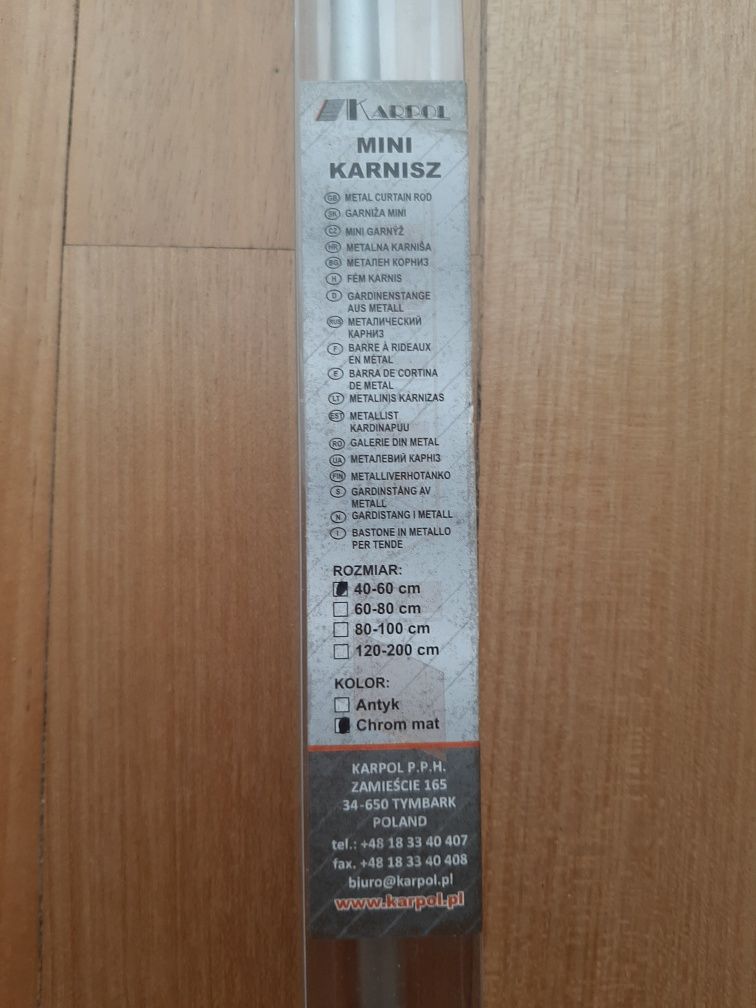 KARPOL
MINI
KARNISZ
GB METAL CURTAIN ROD
SK GARNIŽA MINI
CZ MINI GARNÝŽ
HR METALNA KARNIŠA
BG МЕТАЛЕН КОРНИЗ
H FÉM KARNIS
D GARDINENSTANGE
AUS METALL
RUS МЕТАЛИЧЕСКИЙ
КАРНИЗ
F BARRE À RIDEAUX
EN MÉTAL
E BARRA DE CORTINA
DE METAL
LT METALINIS KÁRNIZAS
EST METALLIST
KARDINAPUU
RO GALERIE DIN METAL
UA МЕТАЛЕВИЙ КАРНІЗ
FIN METALLIVERHOTANKO
S GARDINSTÅNG AV
METALL
N GARDISTANG I METALL
I BASTONE IN METALLO
PER TENDE
ROZMIAR:
40-60 cm
60-80 cm
80-100 cm
120-200 cm
KOLOR:
Antyk
Chrom mat
KARPOL P.P.H.
ZAMIEŚCIE 165
34-650 TYMBARK
POLAND
tel.: +48 18 33 40 407
fax. +48 18 33 40 408
biuro@karpol.pl
www.karpol.pl